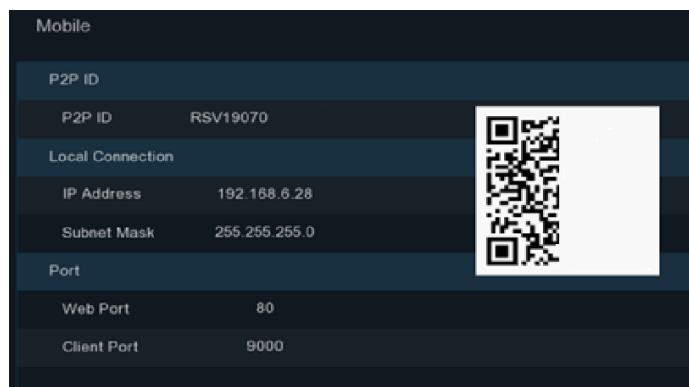 Mobile
P2P ID
P2P ID RSV19070
Local Connection
IP Address 192.168.6.28
Subnet Mask 255.255.255.0
Port
Web Port 80
Client Port 9000